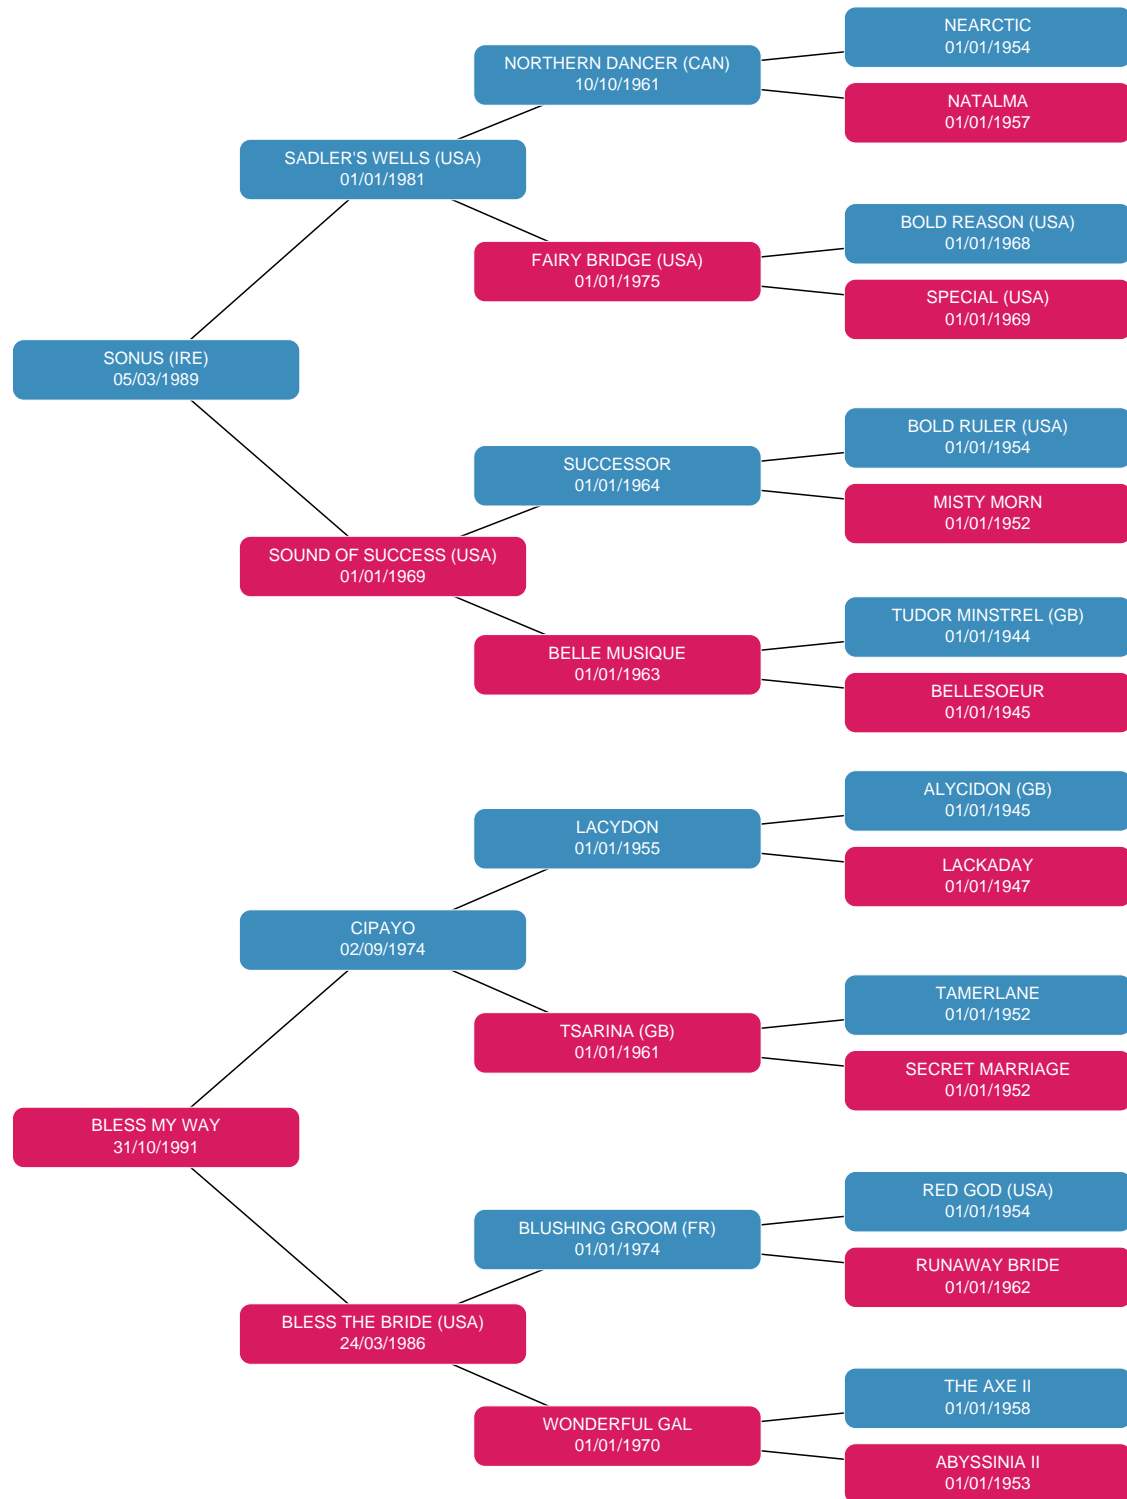 NEARCTIC
01/01/1954
NORTHERN DANCER (CAN)
10/10/1961
NATALMA
01/01/1957
SADLER'S WELLS (USA)
01/01/1981
BOLD REASON (USA)
01/01/1968
FAIRY BRIDGE (USA)
01/01/1975
SPECIAL (USA)
01/01/1969
SONUS (IRE)
05/03/1989
BOLD RULER (USA)
01/01/1954
SUCCESSOR
01/01/1964
MISTY MORN
01/01/1952
SOUND OF SUCCESS (USA)
01/01/1969
TUDOR MINSTREL (GB)
01/01/1944
BELLE MUSIQUE
01/01/1963
BELLESOEUR
01/01/1945
ALYCIDON (GB)
01/01/1945
LACYDON
01/01/1955
LACKADAY
01/01/1947
CIPAYO
02/09/1974
TAMERLANE
01/01/1952
TSARINA (GB)
01/01/1961
SECRET MARRIAGE
01/01/1952
BLESS MY WAY
31/10/1991
RED GOD (USA)
01/01/1954
BLUSHING GROOM (FR)
01/01/1974
RUNAWAY BRIDE
01/01/1962
BLESS THE BRIDE (USA)
24/03/1986
THE AXE II
01/01/1958
WONDERFUL GAL
01/01/1970
ABYSSINIA II
01/01/1953